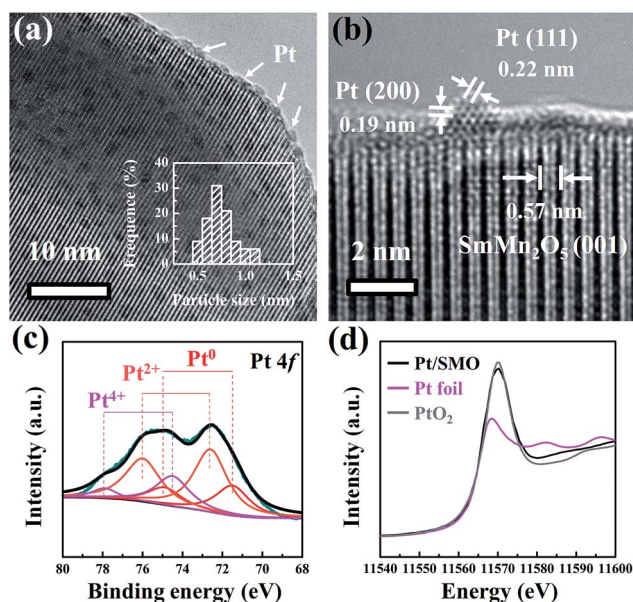 (a)
Pt
Frequence (%)
40
30
20
10
0
0.5
1.0
1.5
Particle size (nm)
10 nm
(b)
Pt (111)
0.22 nm
Pt (200)
0.19 nm
0.57 nm
SmMn₂O₅ (001)
2 nm
(c)
Pt 4f
Pt⁰
Pt²⁺
Pt⁴⁺
Intensity (a.u.)
80 78 76 74 72 70 68
Binding energy (eV)
(d)
Pt/SMO
Pt foil
PtO₂
Intensity (a.u.)
11540 11550 11560 11570 11580 11590 11600
Energy (eV)